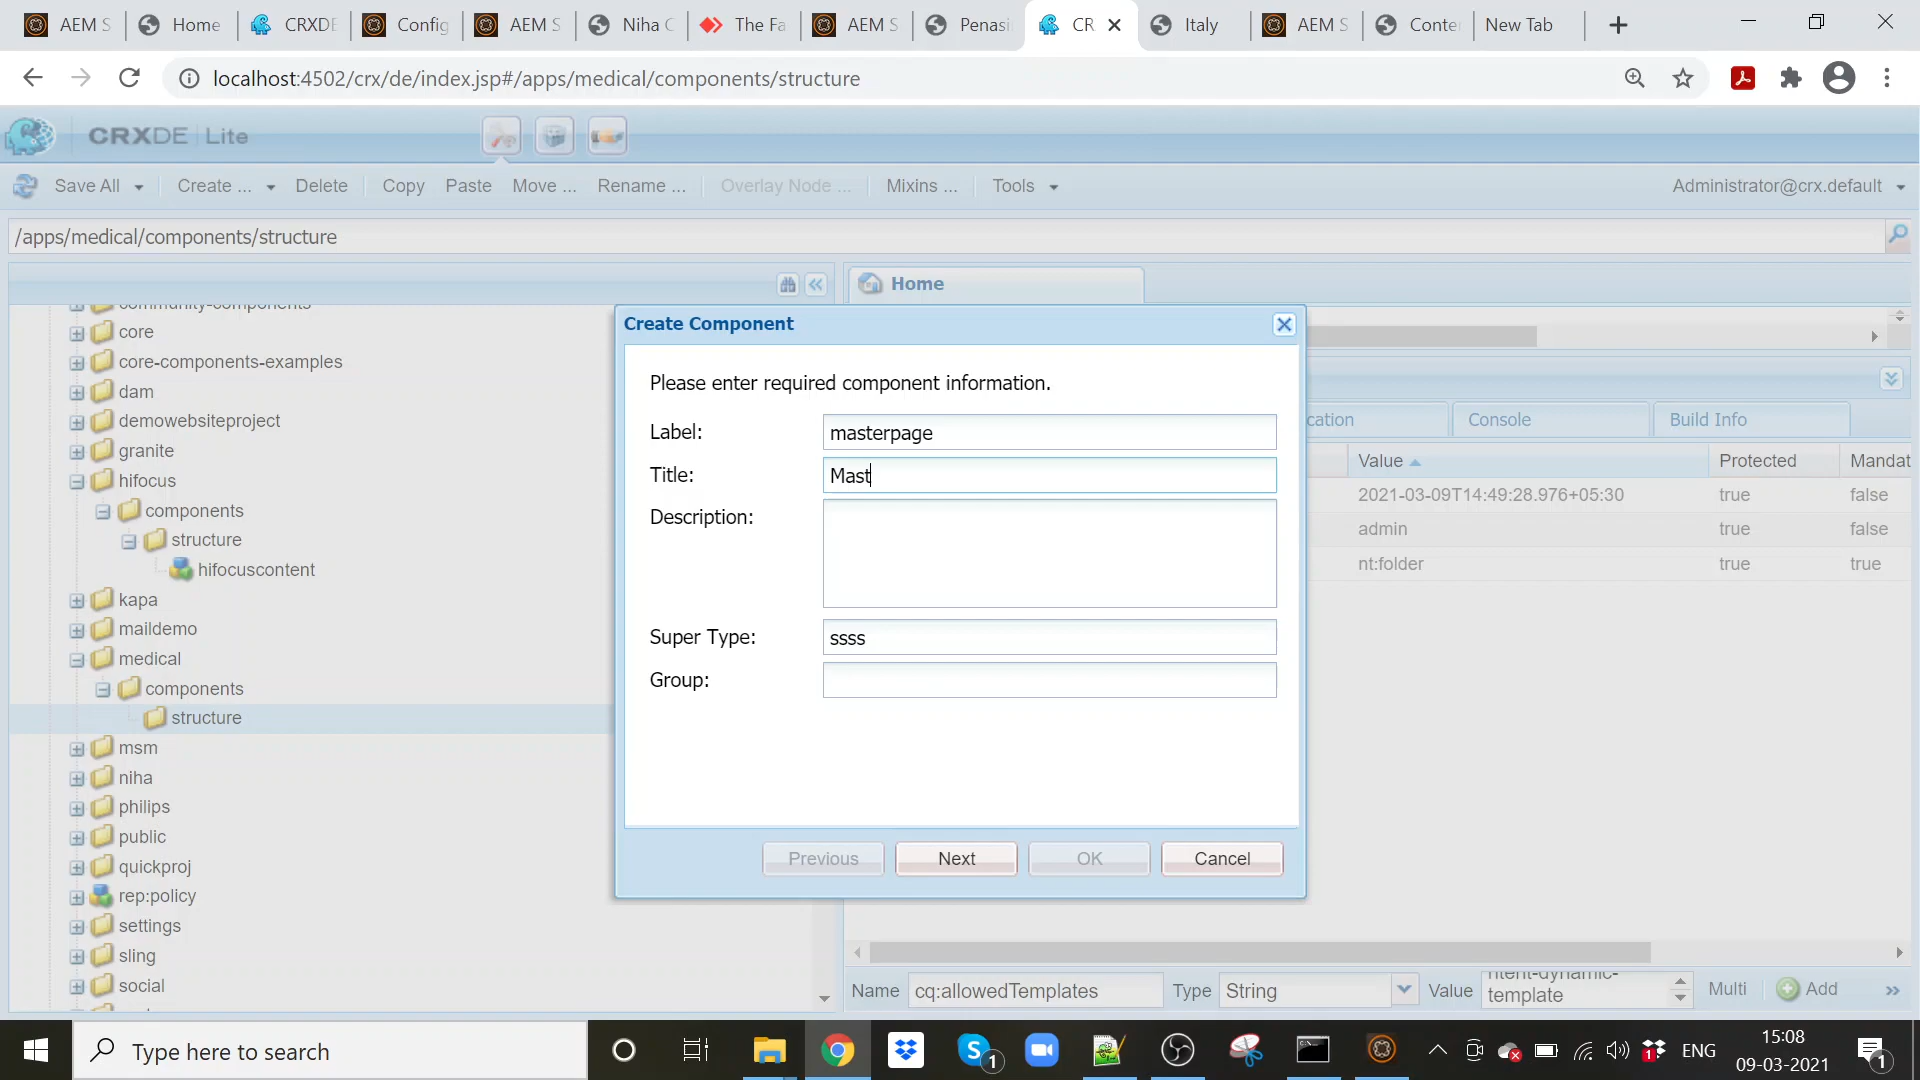 AEM S
Home
CRXDE
Config
AEM S
Niha C
The Fa
AEM S
Penasi
CR
Italy
AEM S
Conte
New Tab
localhost:4502/crx/de/index.jsp#/apps/medical/components/structure
CRXDE | Lite
Save All
Create ...
Delete
Copy
Paste
Move ...
Rename ...
Overlay Node ...
Mixins ...
Tools
Administrator@crx.default
/apps/medical/components/structure
Home
community-components
core
core-components-examples
dam
demowebsiteproject
granite
hifocus
components
structure
hifocuscontent
kapa
maildemo
medical
components
structure
msm
niha
philips
public
quickproj
rep:policy
settings
sling
social
Create Component
Please enter required component information.
Label: masterpage
Title: Mast
Description:
Super Type: ssss
Group:
Previous
Next
OK
Cancel
cation
Console
Build Info
Value Protected Mandat
2021-03-09T14:49:28.976+05:30 true false
admin true false
nt:folder true true
Name cq:allowedTemplates Type String Value ntent-dynamic-
template
Multi
Add
Type here to search
1
1
ENG
15:08
09-03-2021
1